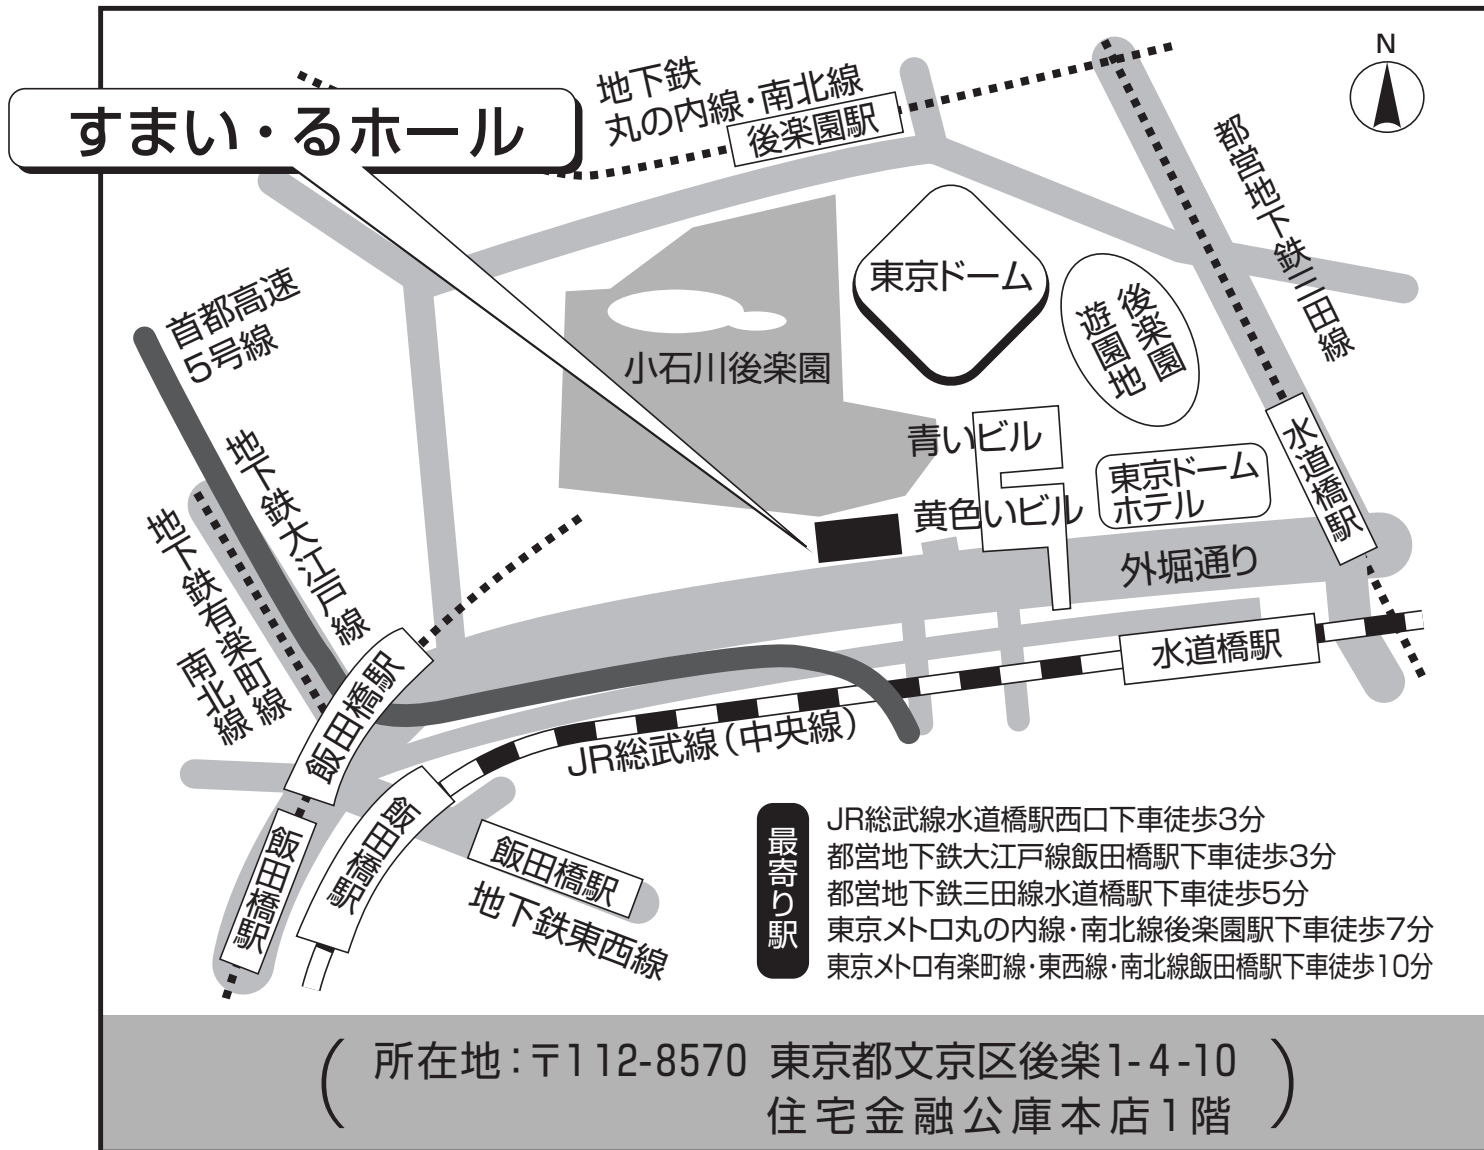 N
すまい・るホール
地下鉄
丸の内線・南北線
後楽園駅
都営地下鉄三田線
首都高速
5号線
東京ドーム
後楽園
遊園地
小石川後楽園
地下鉄大江戸線
青いビル
水道橋駅
東京ドーム
ホテル
黄色いビル
地下鉄有楽町線
南北線
外堀通り
飯田橋駅
水道橋駅
JR総武線(中央線)
飯田橋駅
飯田橋駅
飯田橋駅
地下鉄東西線
最寄り駅
JR総武線水道橋駅西口下車徒歩3分
都営地下鉄大江戸線飯田橋駅下車徒歩3分
都営地下鉄三田線水道橋駅下車徒歩5分
東京メトロ丸の内線・南北線後楽園駅下車徒歩7分
東京メトロ有楽町線・東西線・南北線飯田橋駅下車徒歩10分
(所在地:〒112-8570 東京都文京区後楽1-4-10
住宅金融公庫本店1階)